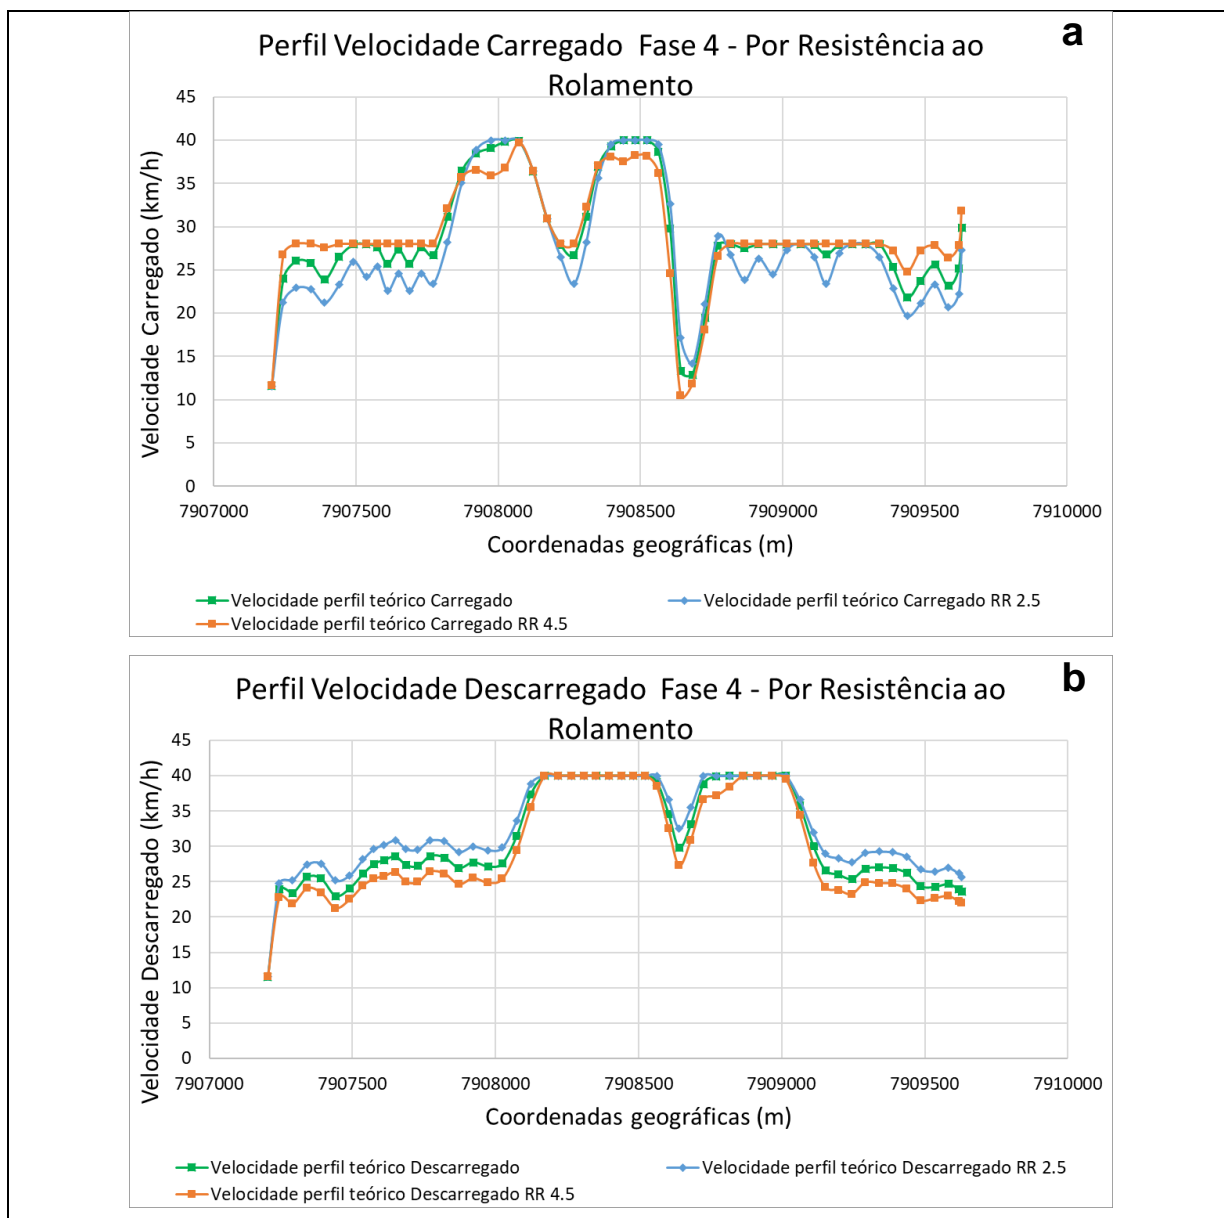 a
Perfil Velocidade Carregado Fase 4 - Por Resistência ao
Rolamento
Velocidade Carregado (km/h)
45
40
35
30
25
20
15
10
5
0
7907000 7907500 7908000 7908500 7909000 7909500 7910000
Coordenadas geográficas (m)
Velocidade perfil teórico Carregado
Velocidade perfil teórico Carregado RR 2.5
Velocidade perfil teórico Carregado RR 4.5
b
Perfil Velocidade Descarregado Fase 4 - Por Resistência ao
Rolamento
Velocidade Descarregado (km/h)
45
40
35
30
25
20
15
10
5
0
7907000 7907500 7908000 7908500 7909000 7909500 7910000
Coordenadas geográficas (m)
Velocidade perfil teórico Descarregado
Velocidade perfil teórico Descarregado RR 2.5
Velocidade perfil teórico Descarregado RR 4.5